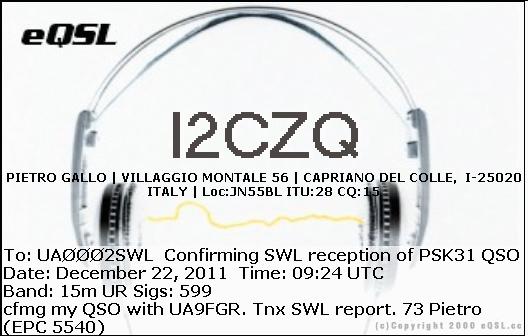 eQSL
I2CZQ
PIETRO GALLO | VILLAGGIO MONTALE 56 | CAPRIANO DEL COLLE, I-25020
ITALY | Loc:JN55BL ITU:28 CQ:15
To: UAØØØ2SWL Confirming SWL reception of PSK31 QSO
Date: December 22, 2011 Time: 09:24 UTC
Band: 15m UR Sigs: 599
cfmg my QSO with UA9FGR. Tnx SWL report. 73 Pietro
(EPC 5540)
(c)Copyright 2000 eQSL.cc